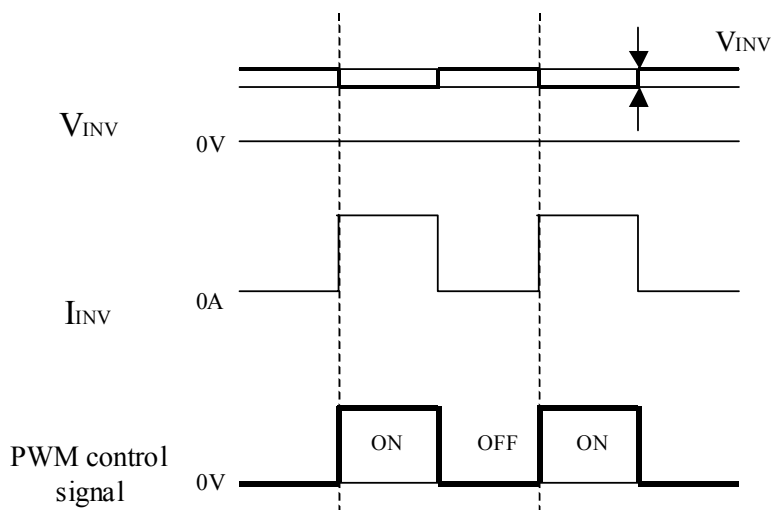 VINV
VINV
0V
0A
IINV
ON
OFF
ON
PWM control
signal
0V